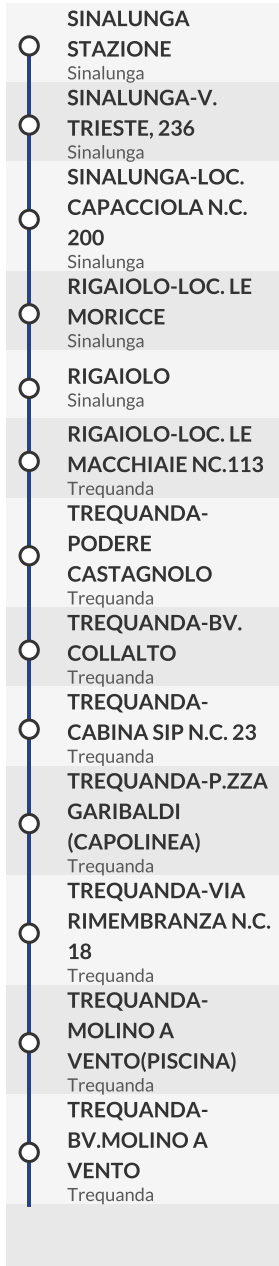 SINALUNGA
STAZIONE
Sinalunga
SINALUNGA-V.
TRIESTE, 236
Sinalunga
SINALUNGA-LOC.
CAPACCIOLA N.C.
200
Sinalunga
RIGAIOLO-LOC. LE
MORICCE
Sinalunga
RIGAIOLO
Sinalunga
RIGAIOLO-LOC. LE
MACCHIAIE NC.113
Trequanda
TREQUANDA-
PODERE
CASTAGNOLO
Trequanda
TREQUANDA-BV.
COLLALTO
Trequanda
TREQUANDA-
CABINA SIP N.C. 23
Trequanda
TREQUANDA-P.ZZA
GARIBALDI
(CAPOLINEA)
Trequanda
TREQUANDA-VIA
RIMEMBRANZA N.C.
18
Trequanda
TREQUANDA-
MOLINO A
VENTO(PISCINA)
Trequanda
TREQUANDA-
BV.MOLINO A
VENTO
Trequanda